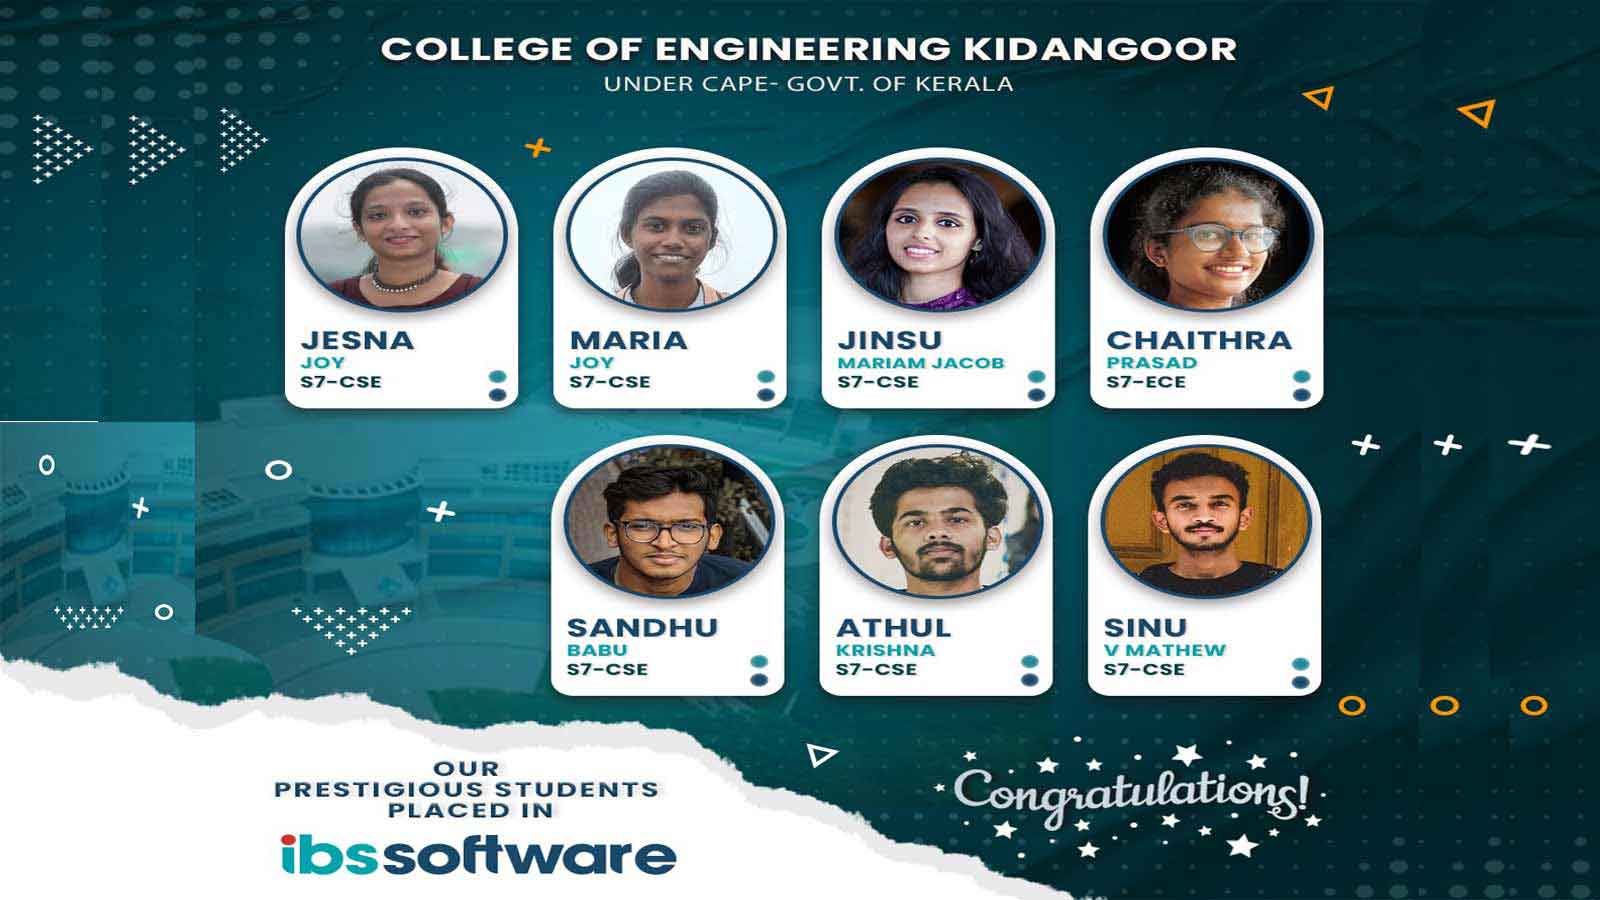 COLLEGE OF ENGINEERING KIDANGOOR
UNDER CAPE- GOVT. OF KERALA
JESNA
JOY
S7-CSE
MARIA
JOY
S7-CSE
JINSU
MARIAM JACOB
S7-CSE
CHAITHRA
PRASAD
S7-ECE
SANDHU
BABU
S7-CSE
ATHUL
KRISHNA
S7-CSE
SINU
V MATHEW
S7-CSE
OUR
PRESTIGIOUS STUDENTS
PLACED IN
ibssoftware
Congratulations!